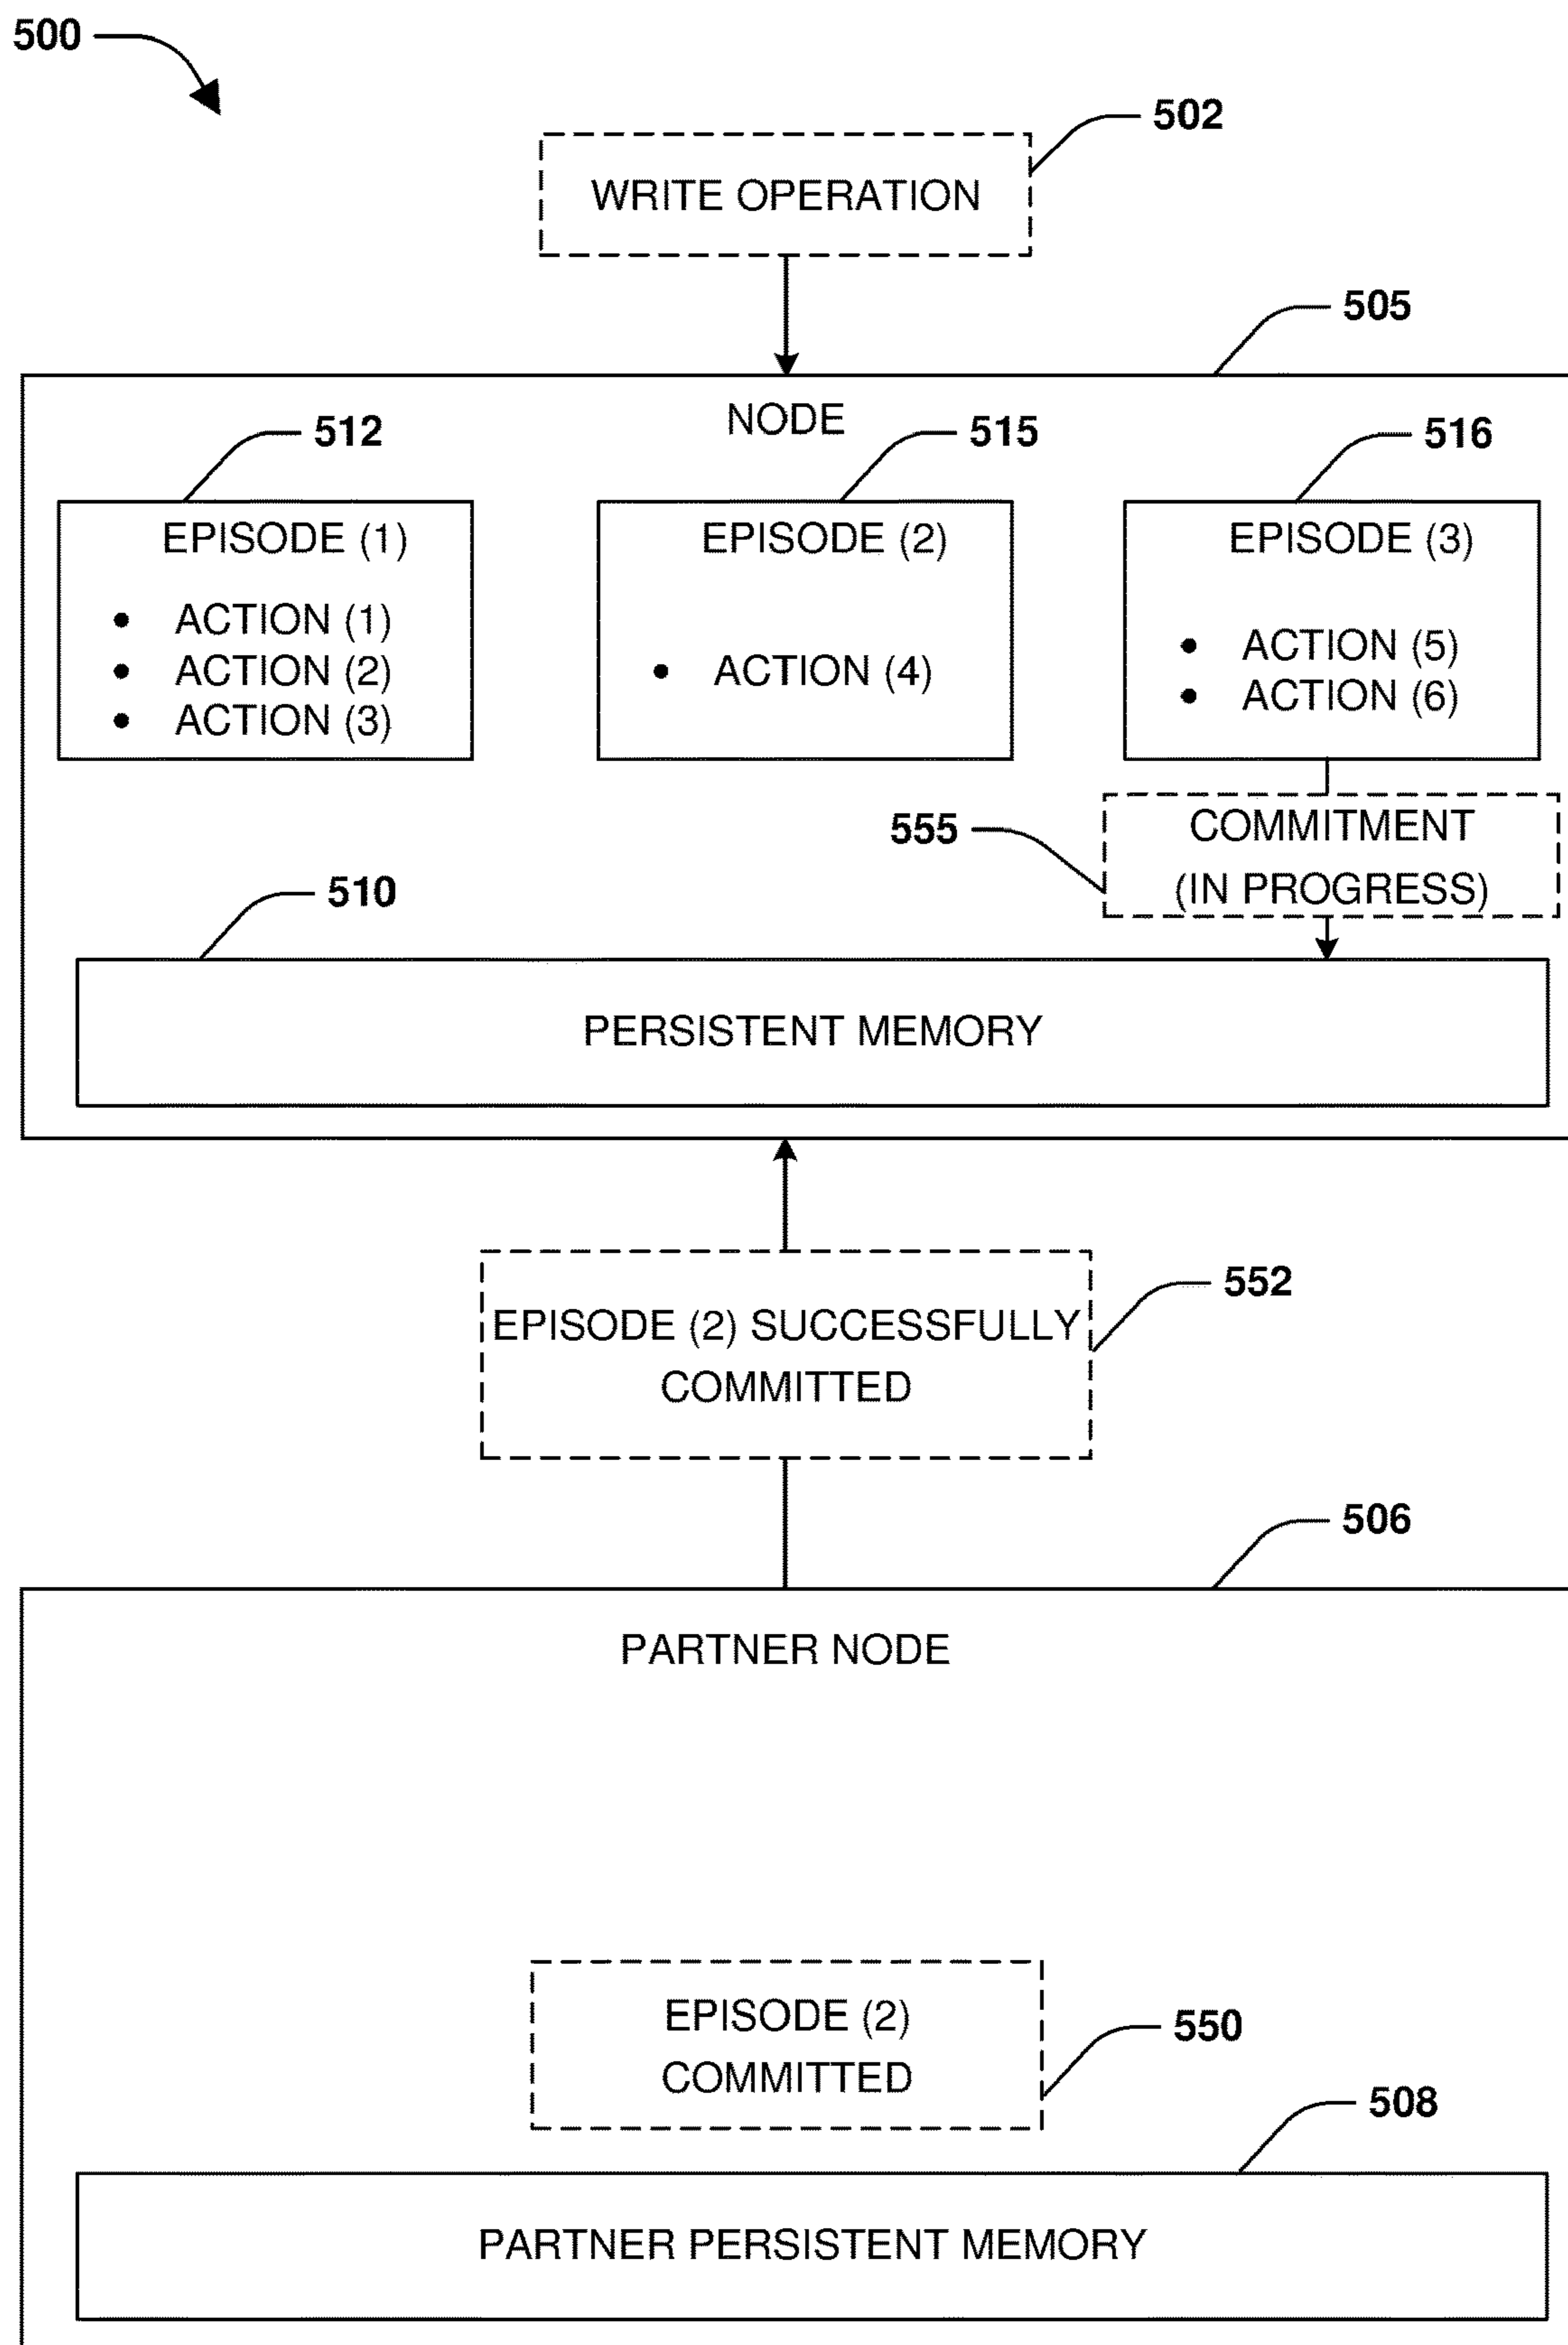 500
502
WRITE OPERATION
505
NODE
512
515
516
EPISODE (1)
• ACTION (1)
• ACTION (2)
• ACTION (3)
EPISODE (2)
• ACTION (4)
EPISODE (3)
• ACTION (5)
• ACTION (6)
555
COMMITMENT
(IN PROGRESS)
510
PERSISTENT MEMORY
552
EPISODE (2) SUCCESSFULLY
COMMITTED
506
PARTNER NODE
EPISODE (2)
COMMITTED
550
508
PARTNER PERSISTENT MEMORY